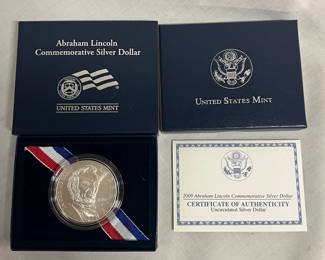 Abraham Lincoln
Commemorative Silver Dollar
UNITED STATES MINT
UNITED STATES MINT
2009 Abraham Lincoln Commemorative Silver Dollar
CERTIFICATE OF AUTHENTICITY
Uncirculated Silver Dollar